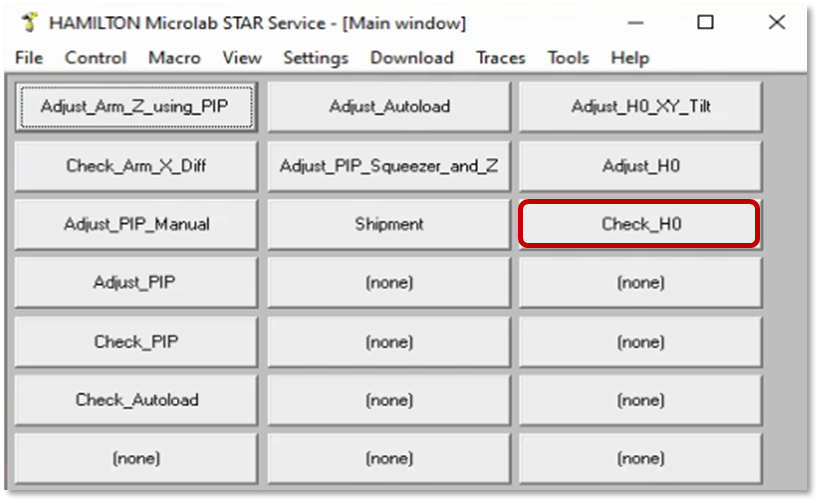 HAMILTON Microlab STAR Service - [Main window]
File Control Macro View Settings Download Traces Tools Help
Adjust_Arm_Z_using_PIP Adjust_Autoload Adjust_H0_XY_Tilt
Check_Arm_X_Diff Adjust_PIP_Squeezer_and_Z Adjust_H0
Adjust_PIP_Manual Shipment Check_H0
Adjust_PIP (none) (none)
Check_PIP (none) (none)
Check_Autoload (none) (none)
(none) (none) (none)